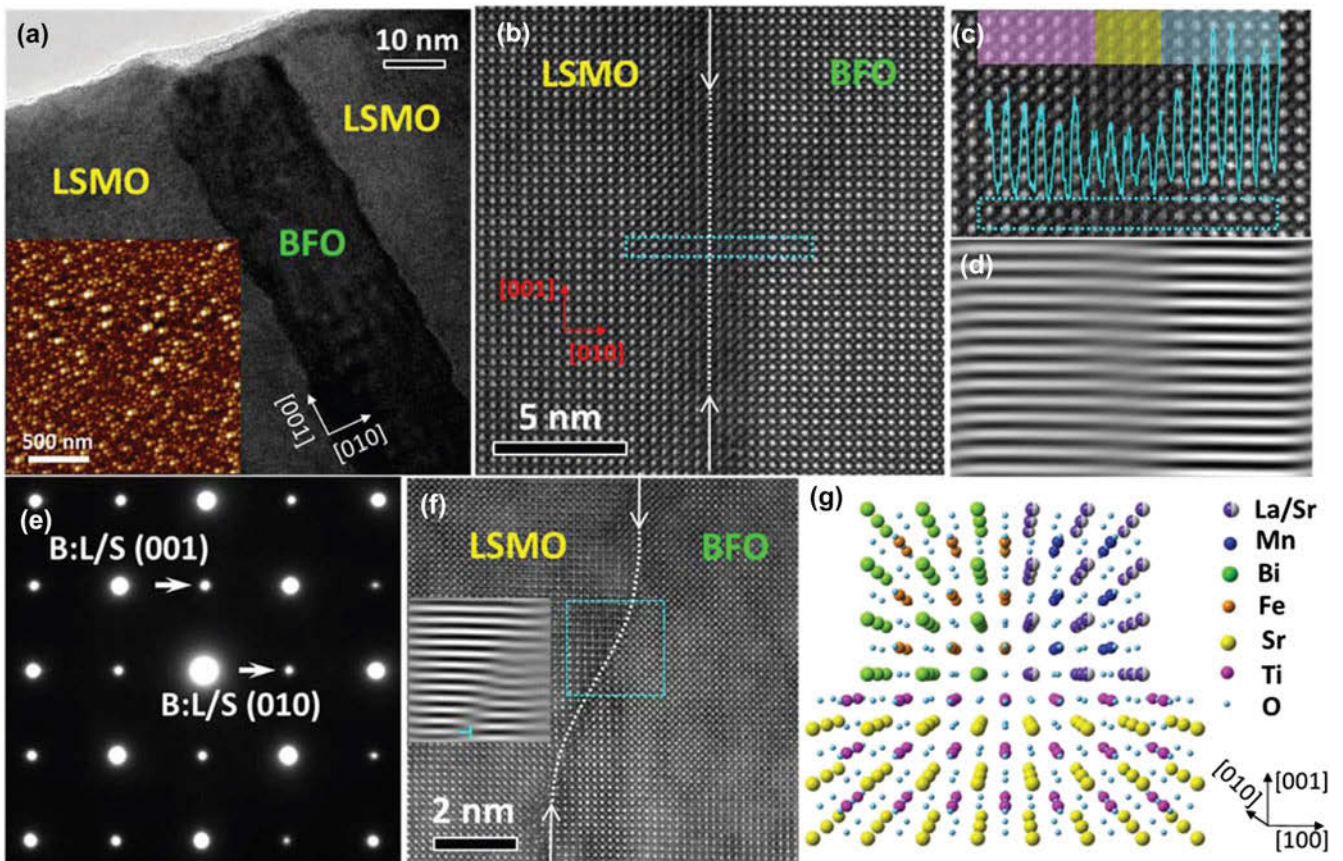 (a)
10 nm
LSMO
LSMO
BFO
[001]
[010]
500 nm
(b)
LSMO
BFO
[001]
[010]
5 nm
(c)
(d)
(e)
B:L/S (001)
B:L/S (010)
(f)
LSMO
BFO
2 nm
(g)
La/Sr
Mn
Bi
Fe
Sr
Ti
O
[010]
[001]
[100]